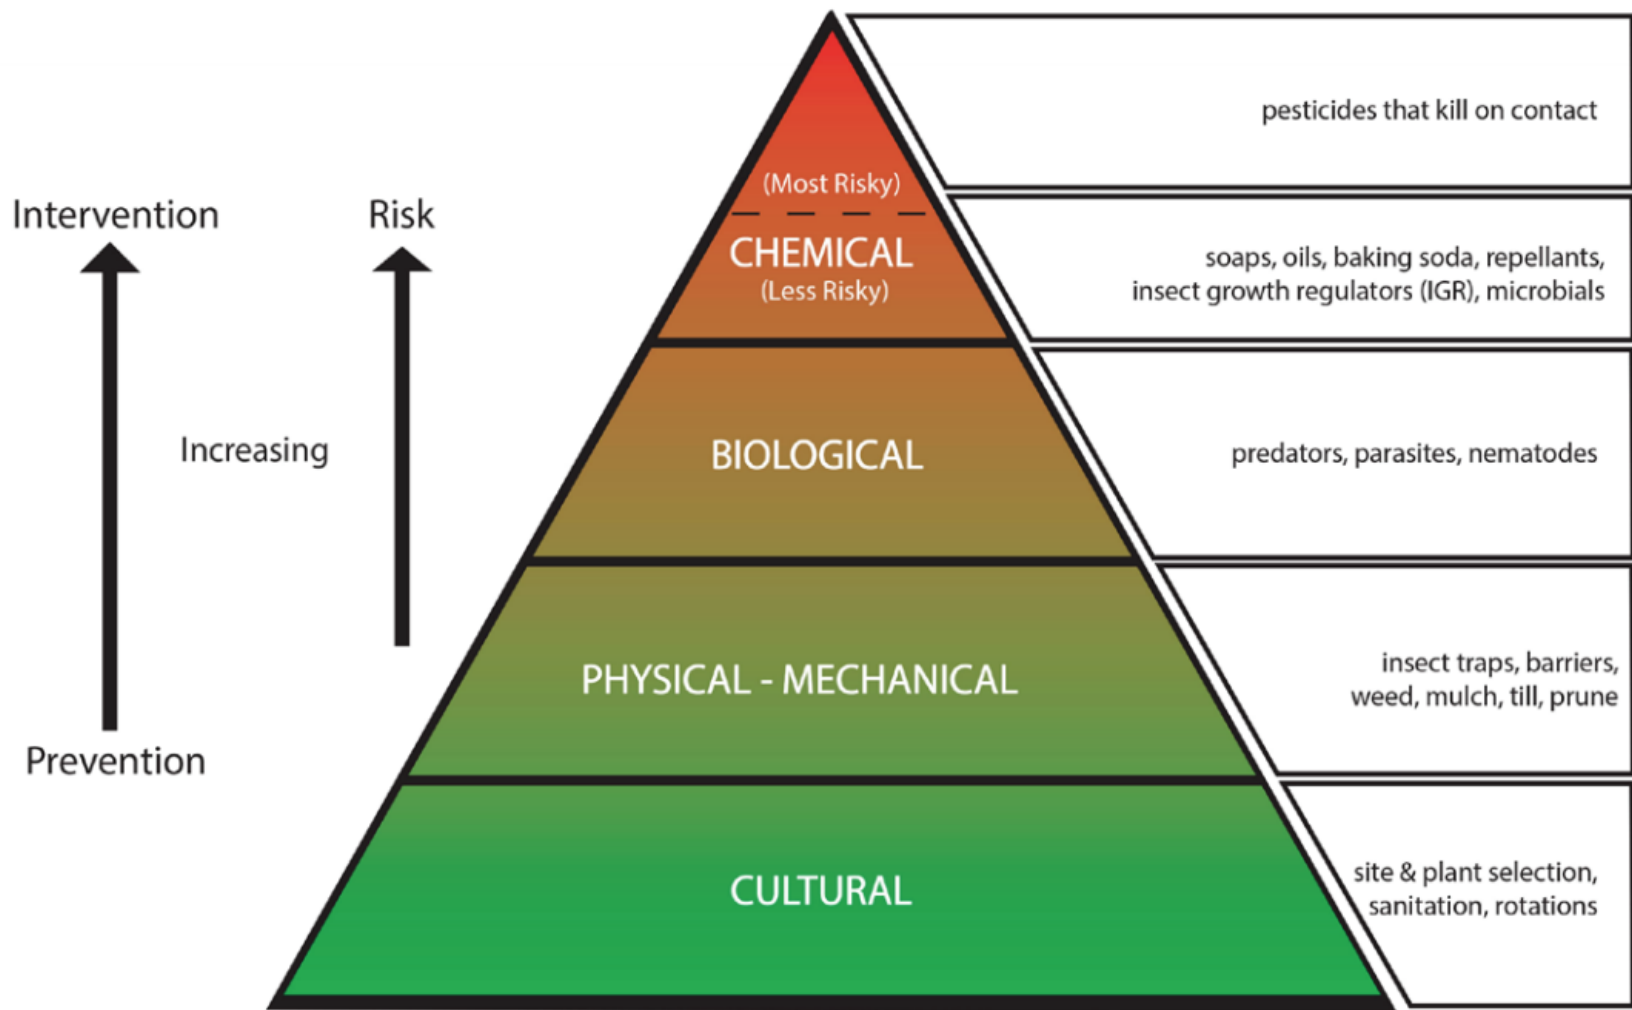 pesticides that kill on contact
(Most Risky)
Intervention
Risk
CHEMICAL
(Less Risky)
soaps, oils, baking soda, repellants,
insect growth regulators (IGR), microbials
Increasing
BIOLOGICAL
predators, parasites, nematodes
PHYSICAL - MECHANICAL
insect traps, barriers,
weed, mulch, till, prune
Prevention
CULTURAL
site & plant selection,
sanitation, rotations